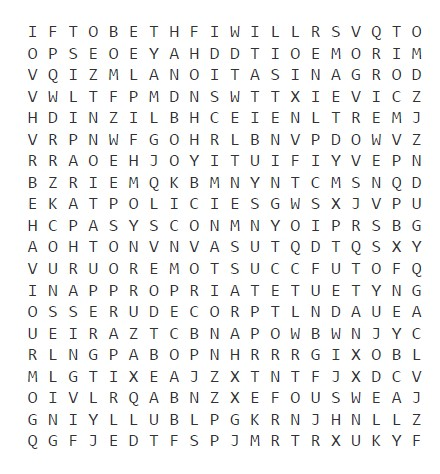 I F T O B E T H F I W I L L R S V Q T O
O P S E O E Y A H D D T I O E M O R I M
V Q I Z M L A N O I T A S I N A G R O D
V W L T F P M D N S W T T X I E V I C Z
H D I N Z I L B H C E I E N L T R E M J
V R P N W F G O H R L B N V P D O W V Z
R R A O E H J O Y I T U I F I Y V E P N
B Z R I E M Q K B M N Y N T C M S N Q D
E K A T P O L I C I E S G W S X J V P U
H C P A S Y S C O N M N Y O I P R S B G
A O H T O N V N V A S U T Q D T Q S X Y
V U R U O R E M O T S U C C F U T O F Q
I N A P P R O P R I A T E T U E T Y N G
O S S E R U D E C O R P T L N D A U E A
U E I R A Z T C B N A P O W B W N J Y C
R L N G P A B O P N H R R R G I X O B L
M L G T I X E A J Z X T N T F J X D C V
O I V L R Q A B N Z X E F O U S W E A J
G N I Y L L U B L P G K R N J H N L L Z
Q G F J E D T F S P J M R T R X U K Y F